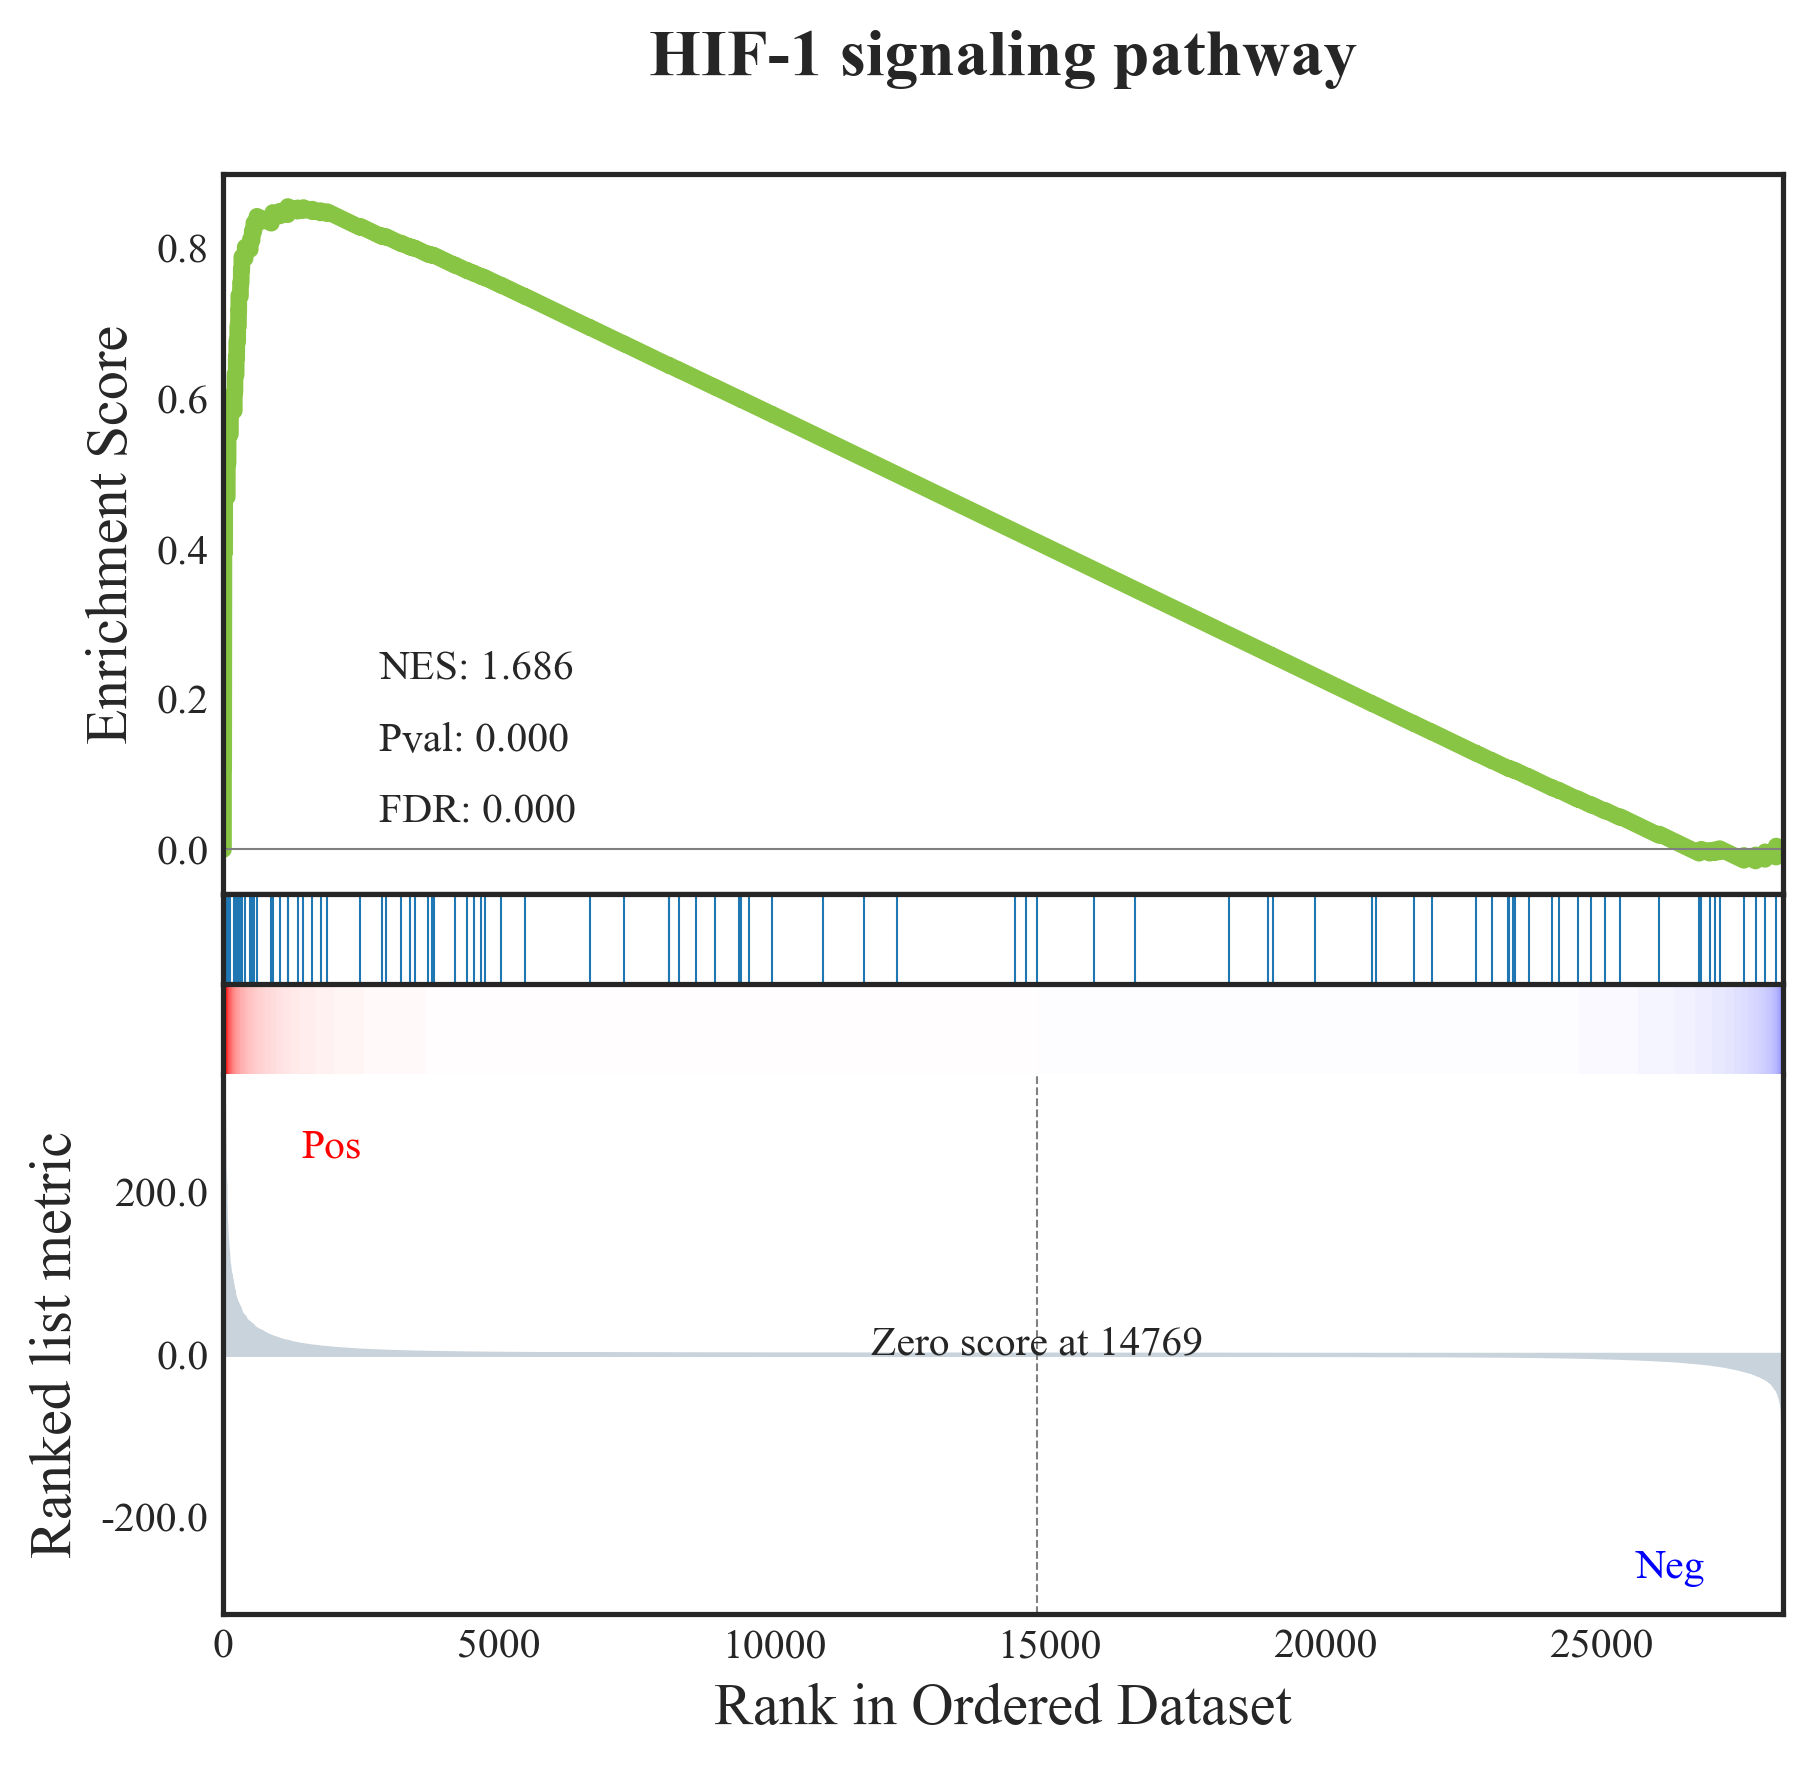 HIF-1 signaling pathway
Enrichment Score
0.8
0.6
0.4
0.2
0.0
NES: 1.686
Pval: 0.000
FDR: 0.000
Ranked list metric
Pos
200.0
0.0
-200.0
Zero score at 14769
Neg
0 5000 10000 15000 20000 25000
Rank in Ordered Dataset